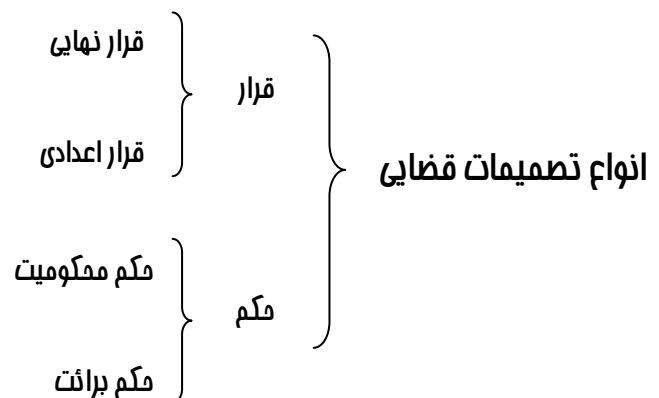 انواع تصمیمات قضایی
قرار
قرار نهایی
قرار اعدادی
حکم
حکم محکومیت
حکم برائت